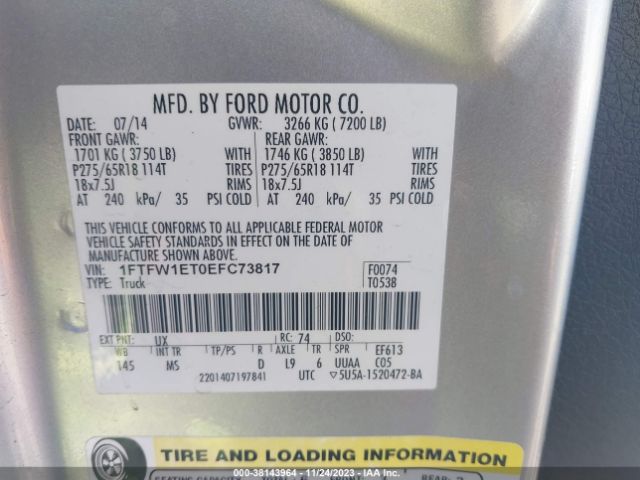 MFD. BY FORD MOTOR CO.
DATE: 07/14 GVWR: 3266 KG ( 7200 LB)
FRONT GAWR: REAR GAWR:
1701 KG ( 3750 LB) WITH 1746 KG ( 3850 LB) WITH
P275/65R18 114T TIRES P275/65R18 114T TIRES
18x7.5J RIMS 18x7.5J RIMS
AT 240 kPa/ 35 PSI COLD AT 240 kPa/ 35 PSI COLD
THIS VEHICLE CONFORMS TO ALL APPLICABLE FEDERAL MOTOR
VEHICLE SAFETY STANDARDS IN EFFECT ON THE DATE OF
MANUFACTURE SHOWN ABOVE.
VIN: 1FTFW1ET0EFC73817 F0074
TYPE: Truck T0538
EXT PNT: UX RC: 74 DSO:
WB INT TR TP/PS R AXLE TR SPR EF613
145 MS D L9 6 UUAA C05
2201407197841 UTC ▽5U5A-1520472-BA
TIRE AND LOADING INFORMATION
000-38143964 - 11/24/2023 - IAA Inc.
SEATING CAPACITY